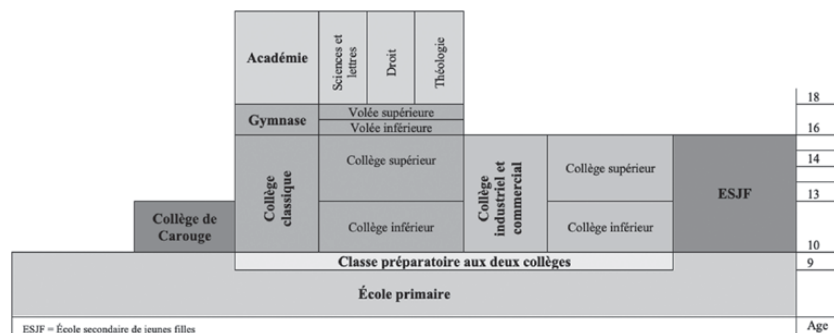 Académie
Sciences et
lettres
Droit
Théologie
18
Gymnase
Volée supérieure
Volée inférieure
16
Collège
classique
Collège supérieur
Collège
industriel et
commercial
Collège supérieur
ESJF
14
13
Collège de
Carouge
Collège inférieur
Collège inférieur
10
Classe préparatoire aux deux collèges
9
École primaire
ESJF = École secondaire de jeunes filles
Age